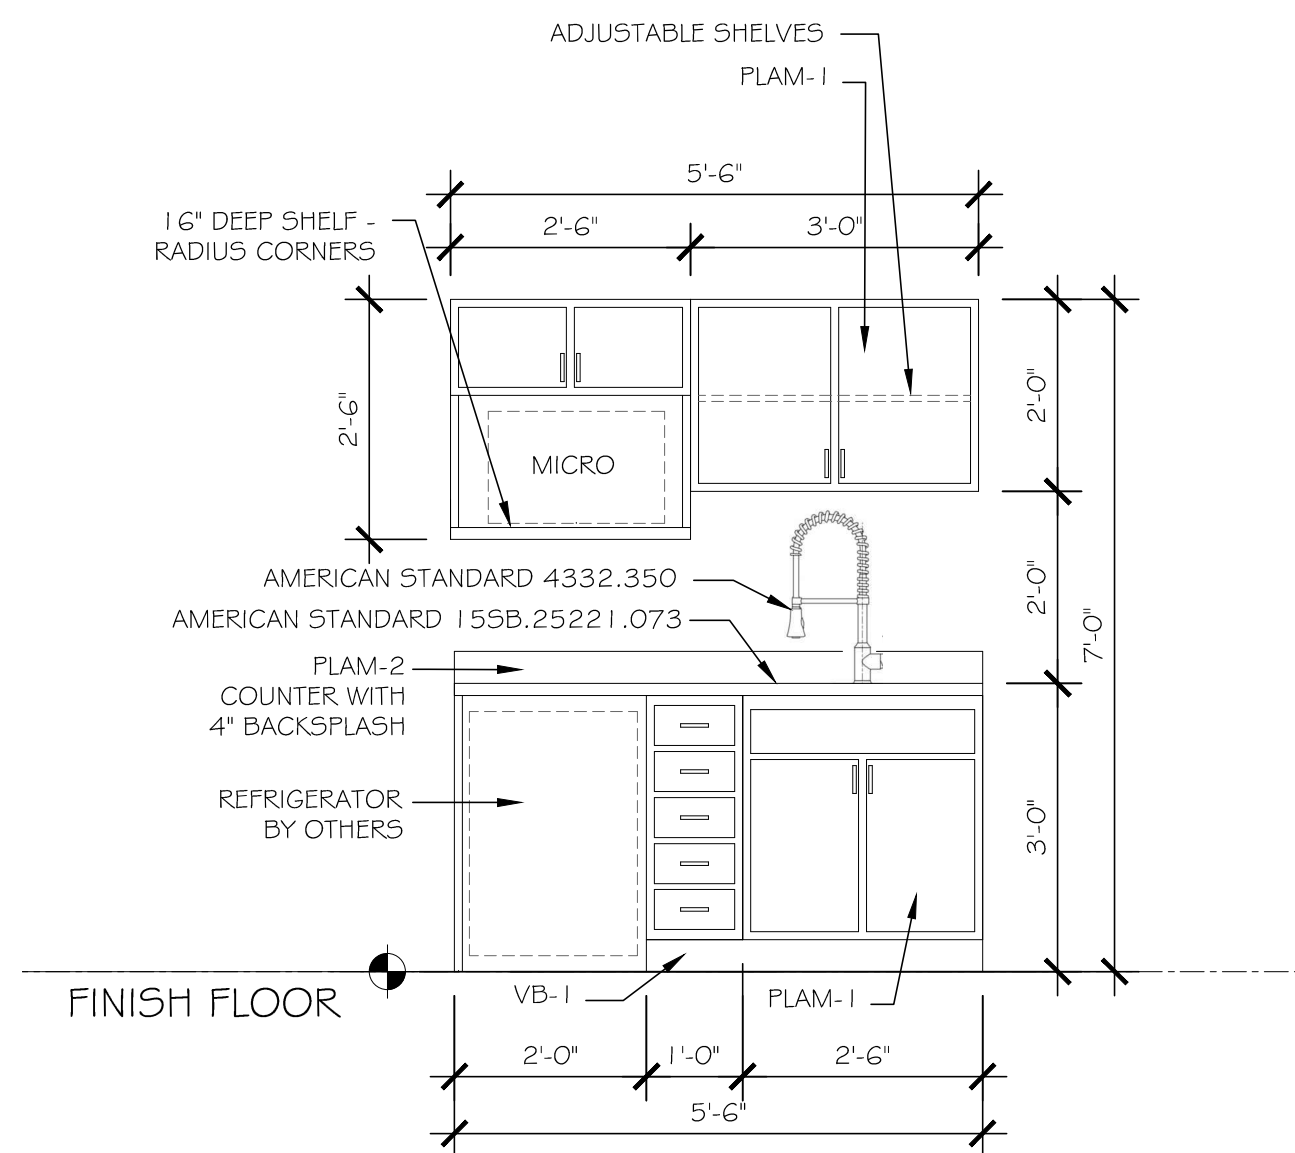 ADJUSTABLE SHELVES
PLAM-1
5'-6"
2'-6"
3'-0"
16" DEEP SHELF -
RADIUS CORNERS
2'-6"
2'-0"
MICRO
AMERICAN STANDARD 4332.350
2'-0"
AMERICAN STANDARD 15SB.25221.073
7'-0"
PLAM-2
COUNTER WITH
4" BACKSPLASH
REFRIGERATOR
BY OTHERS
3'-0"
FINISH FLOOR
VB-1
PLAM-1
2'-0"
1'-0"
2'-6"
5'-6"